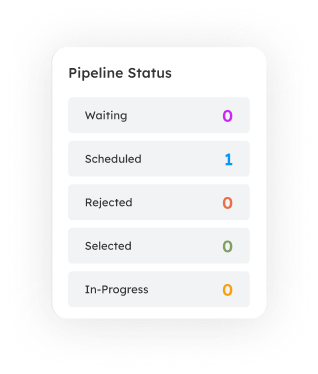 Pipeline Status
Waiting 0
Scheduled 1
Rejected 0
Selected 0
In-Progress 0